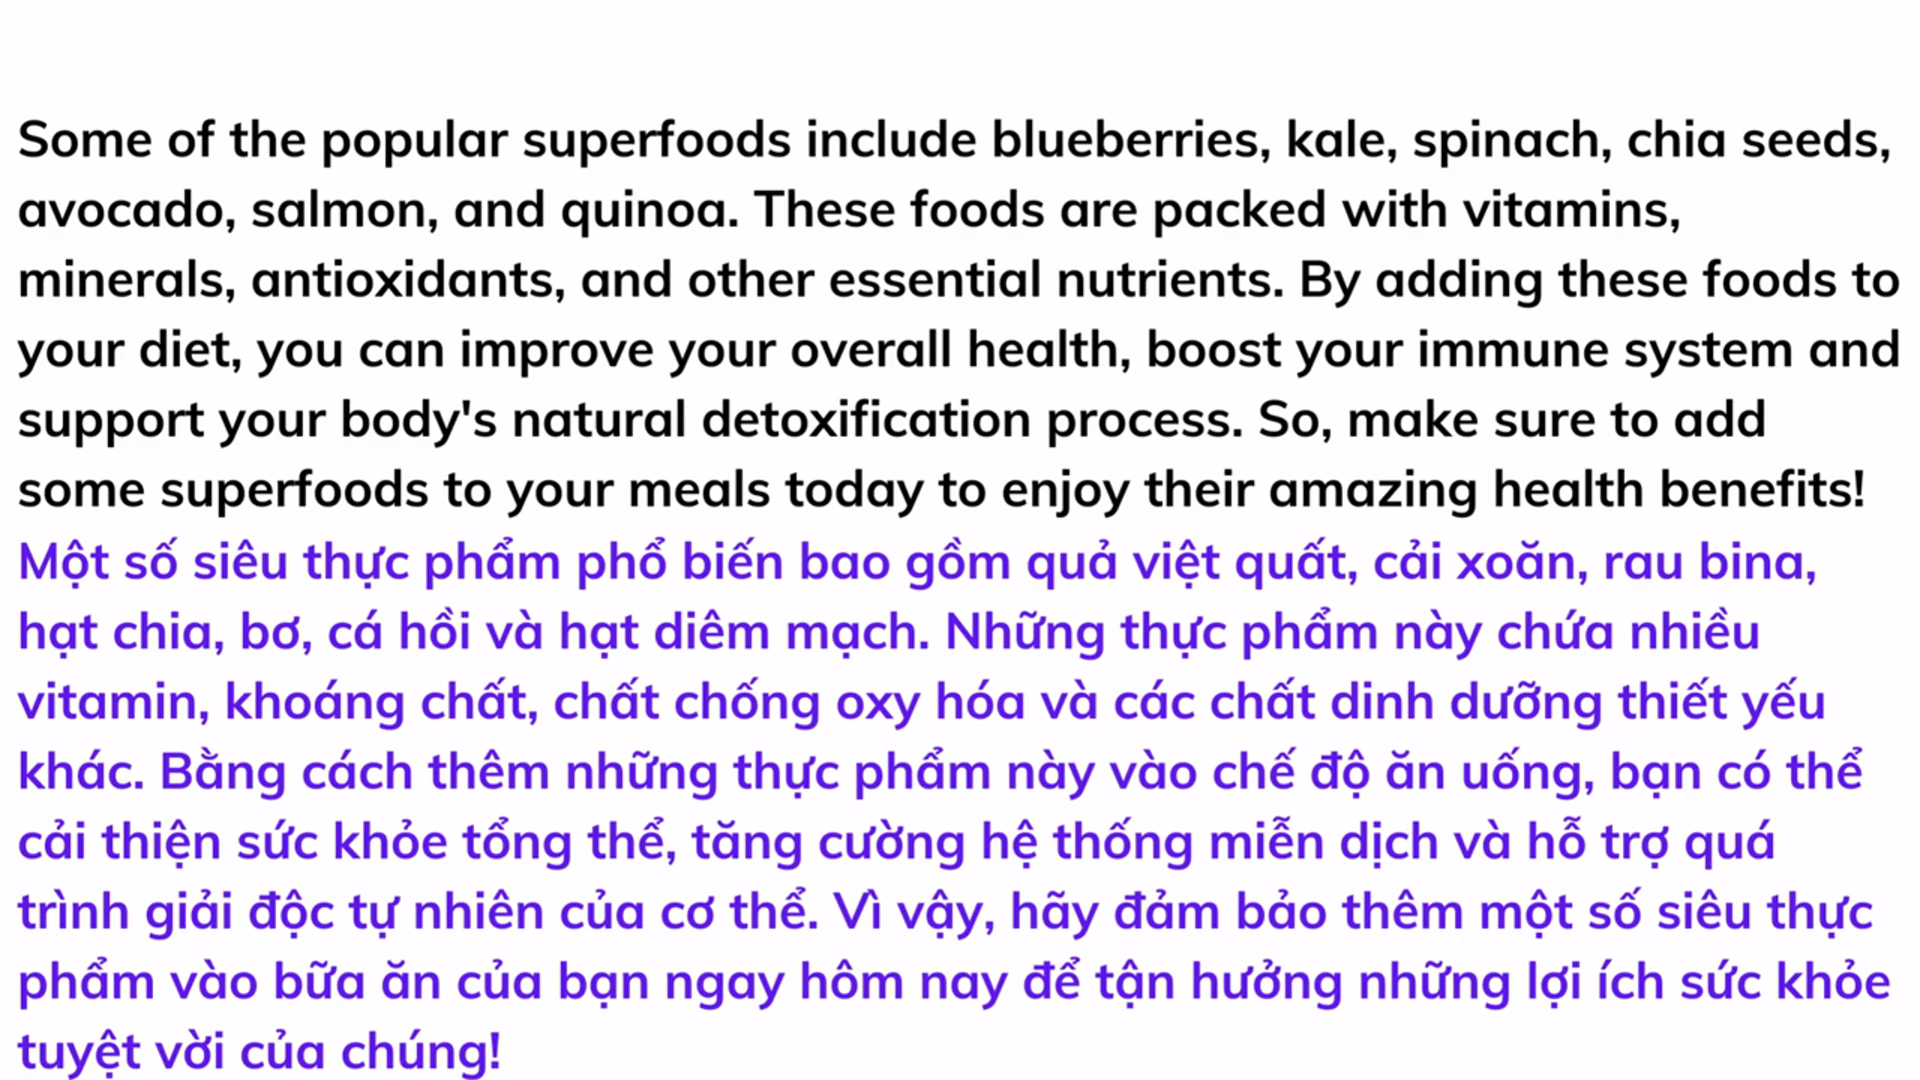 Some of the popular superfoods include blueberries, kale, spinach, chia seeds,
avocado, salmon, and quinoa. These foods are packed with vitamins,
minerals, antioxidants, and other essential nutrients. By adding these foods to
your diet, you can improve your overall health, boost your immune system and
support your body's natural detoxification process. So, make sure to add
some superfoods to your meals today to enjoy their amazing health benefits!
Một số siêu thực phẩm phổ biến bao gồm quả việt quất, cải xoăn, rau bina,
hạt chia, bơ, cá hồi và hạt diêm mạch. Những thực phẩm này chứa nhiều
vitamin, khoáng chất, chất chống oxy hóa và các chất dinh dưỡng thiết yếu
khác. Bằng cách thêm những thực phẩm này vào chế độ ăn uống, bạn có thể
cải thiện sức khỏe tổng thể, tăng cường hệ thống miễn dịch và hỗ trợ quá
trình giải độc tự nhiên của cơ thể. Vì vậy, hãy đảm bảo thêm một số siêu thực
phẩm vào bữa ăn của bạn ngay hôm nay để tận hưởng những lợi ích sức khỏe
tuyệt vời của chúng!